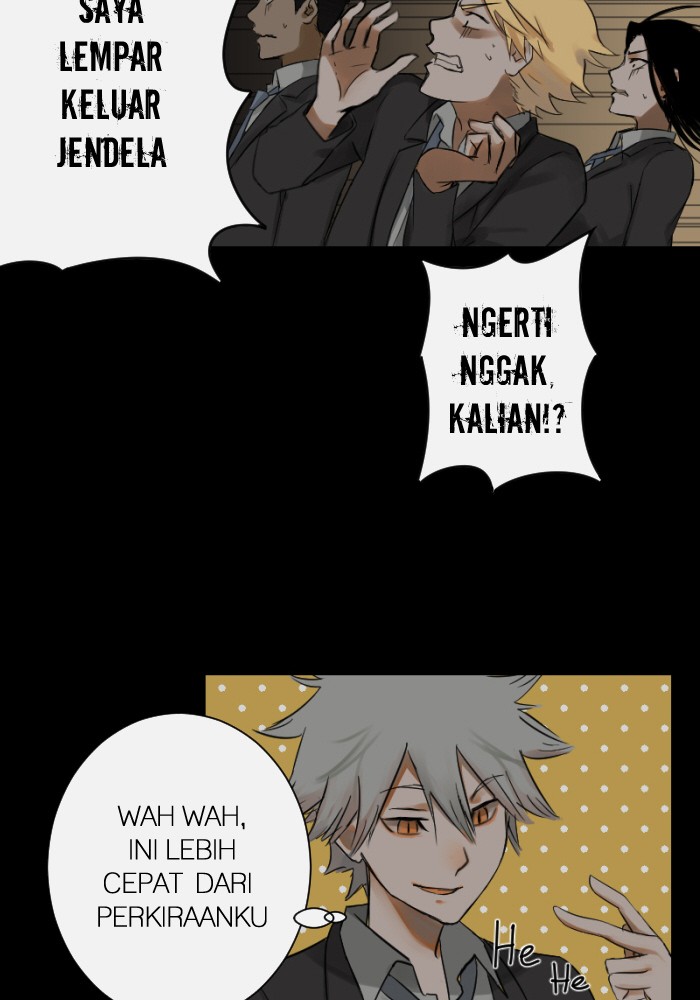 SAYA
LEMPAR
KELUAR
JENDELA
NGERTI
NGGAK,
KALIAN!?
WAH WAH,
INI LEBIH
CEPAT DARI
PERKIRAANKU
He
He